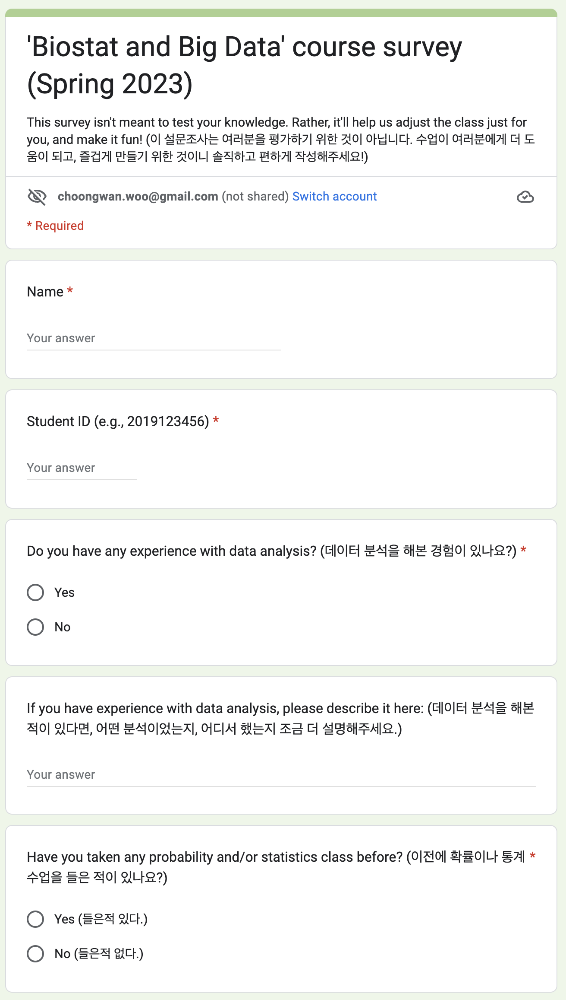 'Biostat and Big Data' course survey
(Spring 2023)
This survey isn't meant to test your knowledge. Rather, it'll help us adjust the class just for
you, and make it fun! (이 설문조사는 여러분을 평가하기 위한 것이 아닙니다. 수업이 여러분에게 더 도
움이 되고, 즐겁게 만들기 위한 것이니 솔직하고 편하게 작성해주세요!)
choongwan.woo@gmail.com (not shared) Switch account
* Required
Name *
Your answer
Student ID (e.g., 2019123456) *
Your answer
Do you have any experience with data analysis? (데이터 분석을 해본 경험이 있나요?) *
Yes
No
If you have experience with data analysis, please describe it here: (데이터 분석을 해본
적이 있다면, 어떤 분석이었는지, 어디서 했는지 조금 더 설명해주세요.)
Your answer
Have you taken any probability and/or statistics class before? (이전에 확률이나 통계 *
수업을 들은 적이 있나요?)
Yes (들은적 있다.)
No (들은적 없다.)